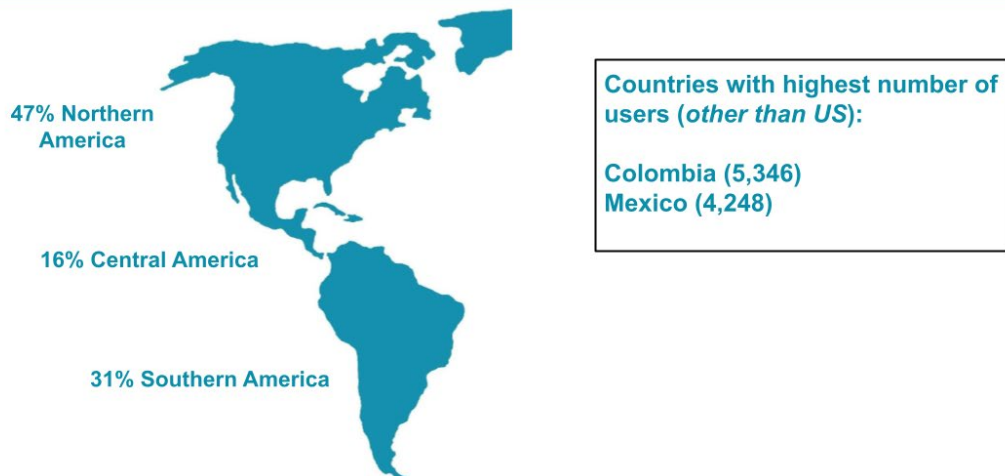 47% Northern
America
16% Central America
31% Southern America
Countries with highest number of
users (other than US):
Colombia (5,346)
Mexico (4,248)